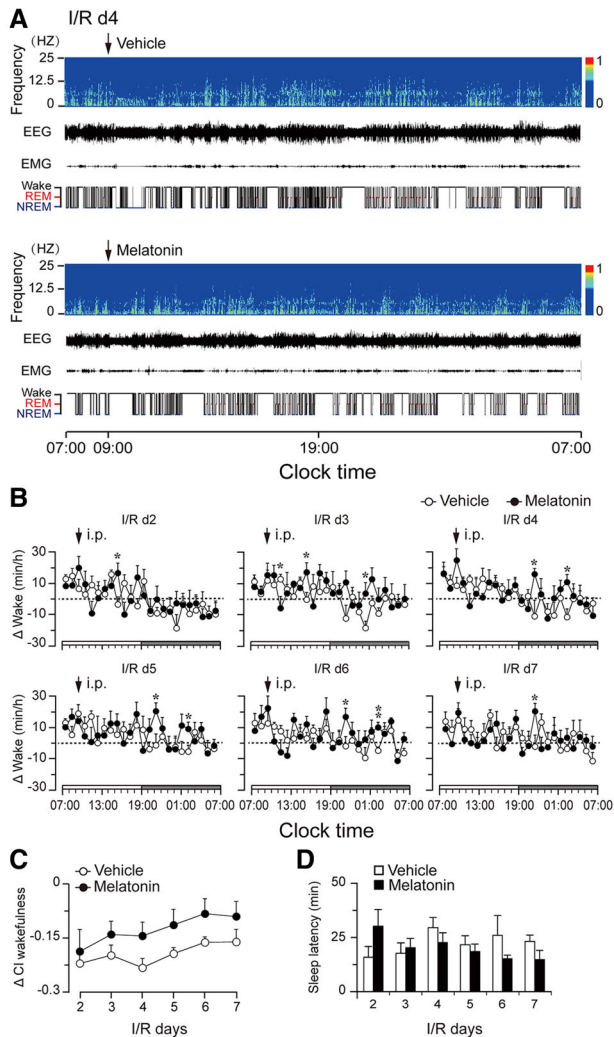 A
I/R d4
(HZ)
Vehicle
Frequency
25
12.5
0
1
0
EEG
EMG
Wake
REM
NREM
(HZ)
Melatonin
Frequency
25
12.5
0
1
0
EEG
EMG
Wake
REM
NREM
07:00 09:00 19:00 07:00
Clock time
B
Vehicle Melatonin
I/R d2 I/R d3 I/R d4
i.p. i.p. i.p.
Δ Wake (min/h)
30
10
-10
-30
* * * * * *
I/R d5 I/R d6 I/R d7
i.p. i.p. i.p.
Δ Wake (min/h)
30
10
-10
-30
* * * * * *
07:00 13:00 19:00 01:00 07:00 07:00 13:00 19:00 01:00 07:00 07:00 13:00 19:00 01:00 07:00
Clock time
C
Vehicle
Melatonin
Δ CI wakefulness
0
-0.15
-0.3
2 3 4 5 6 7
I/R days
D
Vehicle
Melatonin
Sleep latency (min)
50
25
0
2 3 4 5 6 7
I/R days